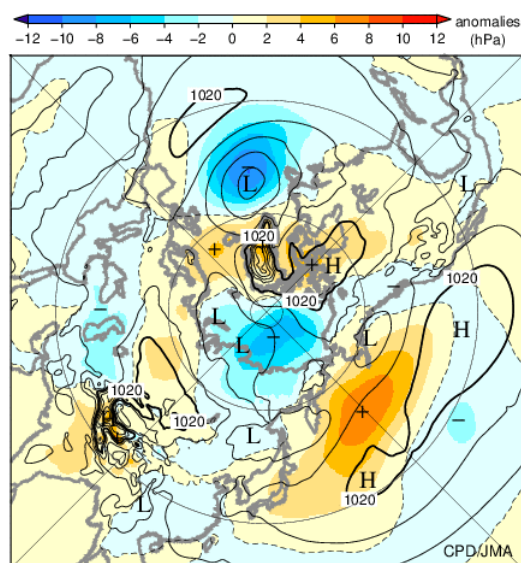 anomalies
−12 −10 −8 −6 −4 −2 0 2 4 6 8 10 12 (hPa)
1020
− L
L
+ 1020 + H
1020
− 1020 −
L H
− L
L
1020
+
1020 −
L
H
L 1020
CPD/JMA